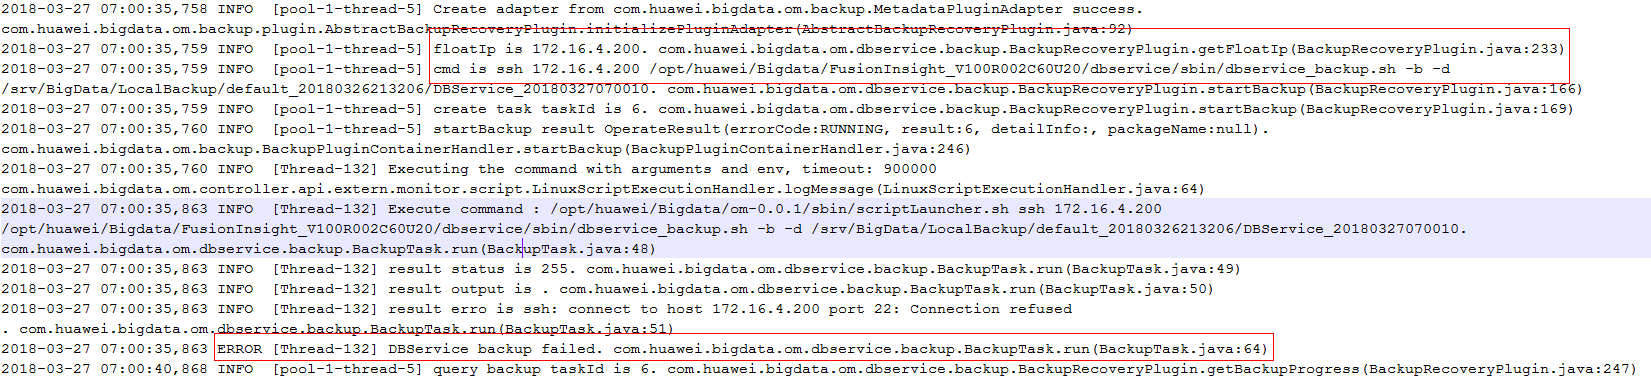 2018-03-27 07:00:35,758 INFO  [pool-1-thread-5] Create adapter from com.huawei.bigdata.om.backup.MetadataPluginAdapter success.
com.huawei.bigdata.om.backup.plugin.AbstractBackupRecoveryPlugin.initializePluginAdapter(AbstractBackupRecoveryPlugin.java:92)
2018-03-27 07:00:35,759 INFO  [pool-1-thread-5] floatIp is 172.16.4.200. com.huawei.bigdata.om.dbservice.backup.BackupRecoveryPlugin.getFloatIp(BackupRecoveryPlugin.java:233)
2018-03-27 07:00:35,759 INFO  [pool-1-thread-5] cmd is ssh 172.16.4.200 /opt/huawei/Bigdata/FusionInsight_V100R002C60U20/dbservice/sbin/dbservice_backup.sh -b -d
/srv/BigData/LocalBackup/default_20180326213206/DBService_20180327070010. com.huawei.bigdata.om.dbservice.backup.BackupRecoveryPlugin.startBackup(BackupRecoveryPlugin.java:166)
2018-03-27 07:00:35,759 INFO  [pool-1-thread-5] create task taskId is 6. com.huawei.bigdata.om.dbservice.backup.BackupRecoveryPlugin.startBackup(BackupRecoveryPlugin.java:169)
2018-03-27 07:00:35,760 INFO  [pool-1-thread-5] startBackup result OperateResult(errorCode:RUNNING, result:6, detailInfo:, packageName:null).
com.huawei.bigdata.om.backup.BackupPluginContainerHandler.startBackup(BackupPluginContainerHandler.java:246)
2018-03-27 07:00:35,760 INFO  [Thread-132] Executing the command with arguments and env, timeout: 900000
com.huawei.bigdata.om.controller.api.extern.monitor.script.LinuxScriptExecutionHandler.logMessage(LinuxScriptExecutionHandler.java:64)
2018-03-27 07:00:35,863 INFO  [Thread-132] Execute command : /opt/huawei/Bigdata/om-0.0.1/sbin/scriptLauncher.sh ssh 172.16.4.200
/opt/huawei/Bigdata/FusionInsight_V100R002C60U20/dbservice/sbin/dbservice_backup.sh -b -d /srv/BigData/LocalBackup/default_20180326213206/DBService_20180327070010.
com.huawei.bigdata.om.dbservice.backup.BackupTask.run(BackupTask.java:48)
2018-03-27 07:00:35,863 INFO  [Thread-132] result status is 255. com.huawei.bigdata.om.dbservice.backup.BackupTask.run(BackupTask.java:49)
2018-03-27 07:00:35,863 INFO  [Thread-132] result output is . com.huawei.bigdata.om.dbservice.backup.BackupTask.run(BackupTask.java:50)
2018-03-27 07:00:35,863 INFO  [Thread-132] result erro is ssh: connect to host 172.16.4.200 port 22: Connection refused
. com.huawei.bigdata.om.dbservice.backup.BackupTask.run(BackupTask.java:51)
2018-03-27 07:00:35,863 ERROR [Thread-132] DBService backup failed. com.huawei.bigdata.om.dbservice.backup.BackupTask.run(BackupTask.java:64)
2018-03-27 07:00:40,868 INFO  [pool-1-thread-5] query backup taskId is 6. com.huawei.bigdata.om.dbservice.backup.BackupRecoveryPlugin.getBackupProgress(BackupRecoveryPlugin.java:247)